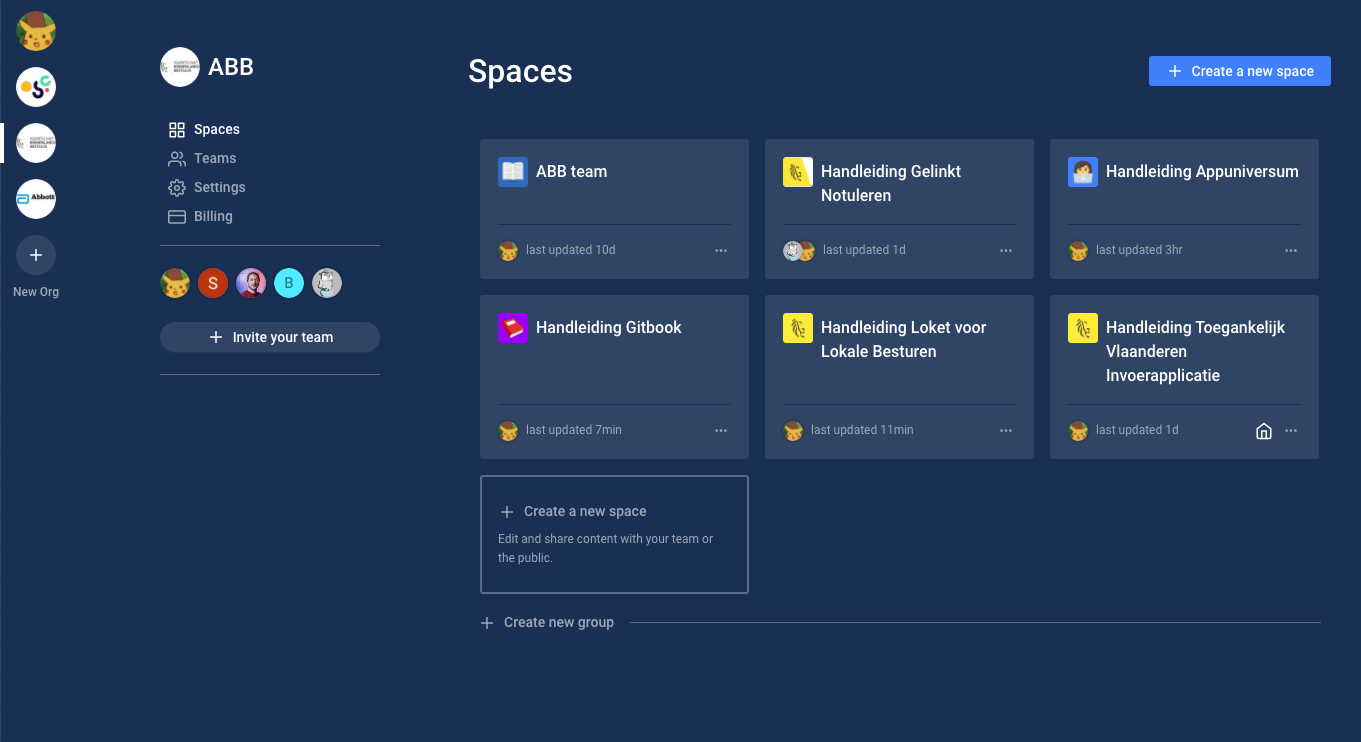 ABB
Spaces
Create a new space
Spaces
Teams
Settings
Billing
S
B
Invite your team
New Org
Abbott
ABB team
last updated 10d
Handleiding Gelinkt
Notuleren
last updated 1d
Handleiding Appuniversum
last updated 3hr
Handleiding Gitbook
last updated 7min
Handleiding Loket voor
Lokale Besturen
last updated 11min
Handleiding Toegankelijk
Vlaanderen
Invoerapplicatie
last updated 1d
Create a new space
Edit and share content with your team or
the public.
Create new group